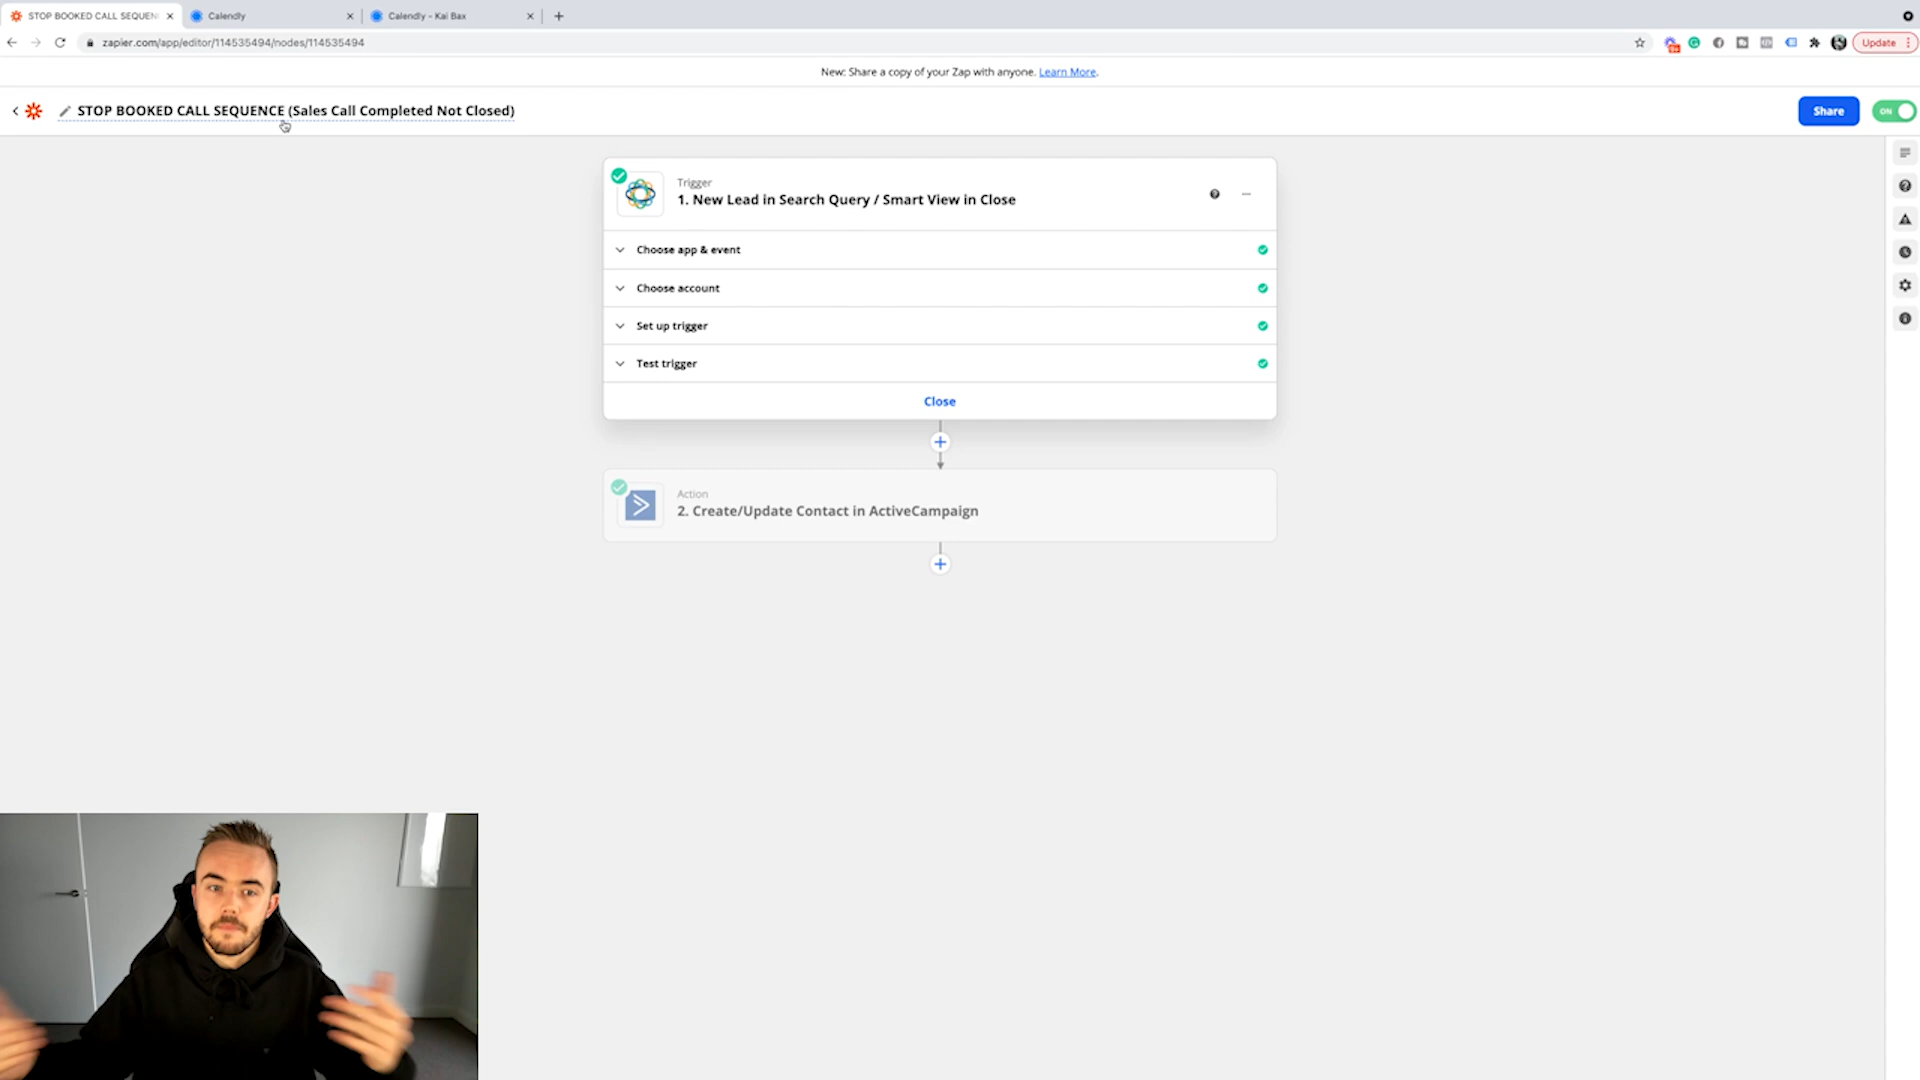 STOP BOOKED CALL SEQUEN
Calendly
Calendly - Kai Bax
zapier.com/app/editor/114535494/nodes/114535494
Update
New: Share a copy of your Zap with anyone. Learn More.
STOP BOOKED CALL SEQUENCE (Sales Call Completed Not Closed)
Share
ON
Trigger
1. New Lead in Search Query / Smart View in Close
Choose app & event
Choose account
Set up trigger
Test trigger
Close
Action
2. Create/Update Contact in ActiveCampaign